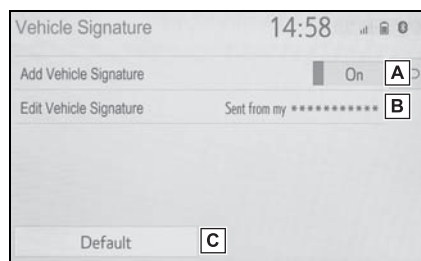 Vehicle Signature 14:58
Add Vehicle Signature On A
Edit Vehicle Signature Sent from my *********** B
Default C